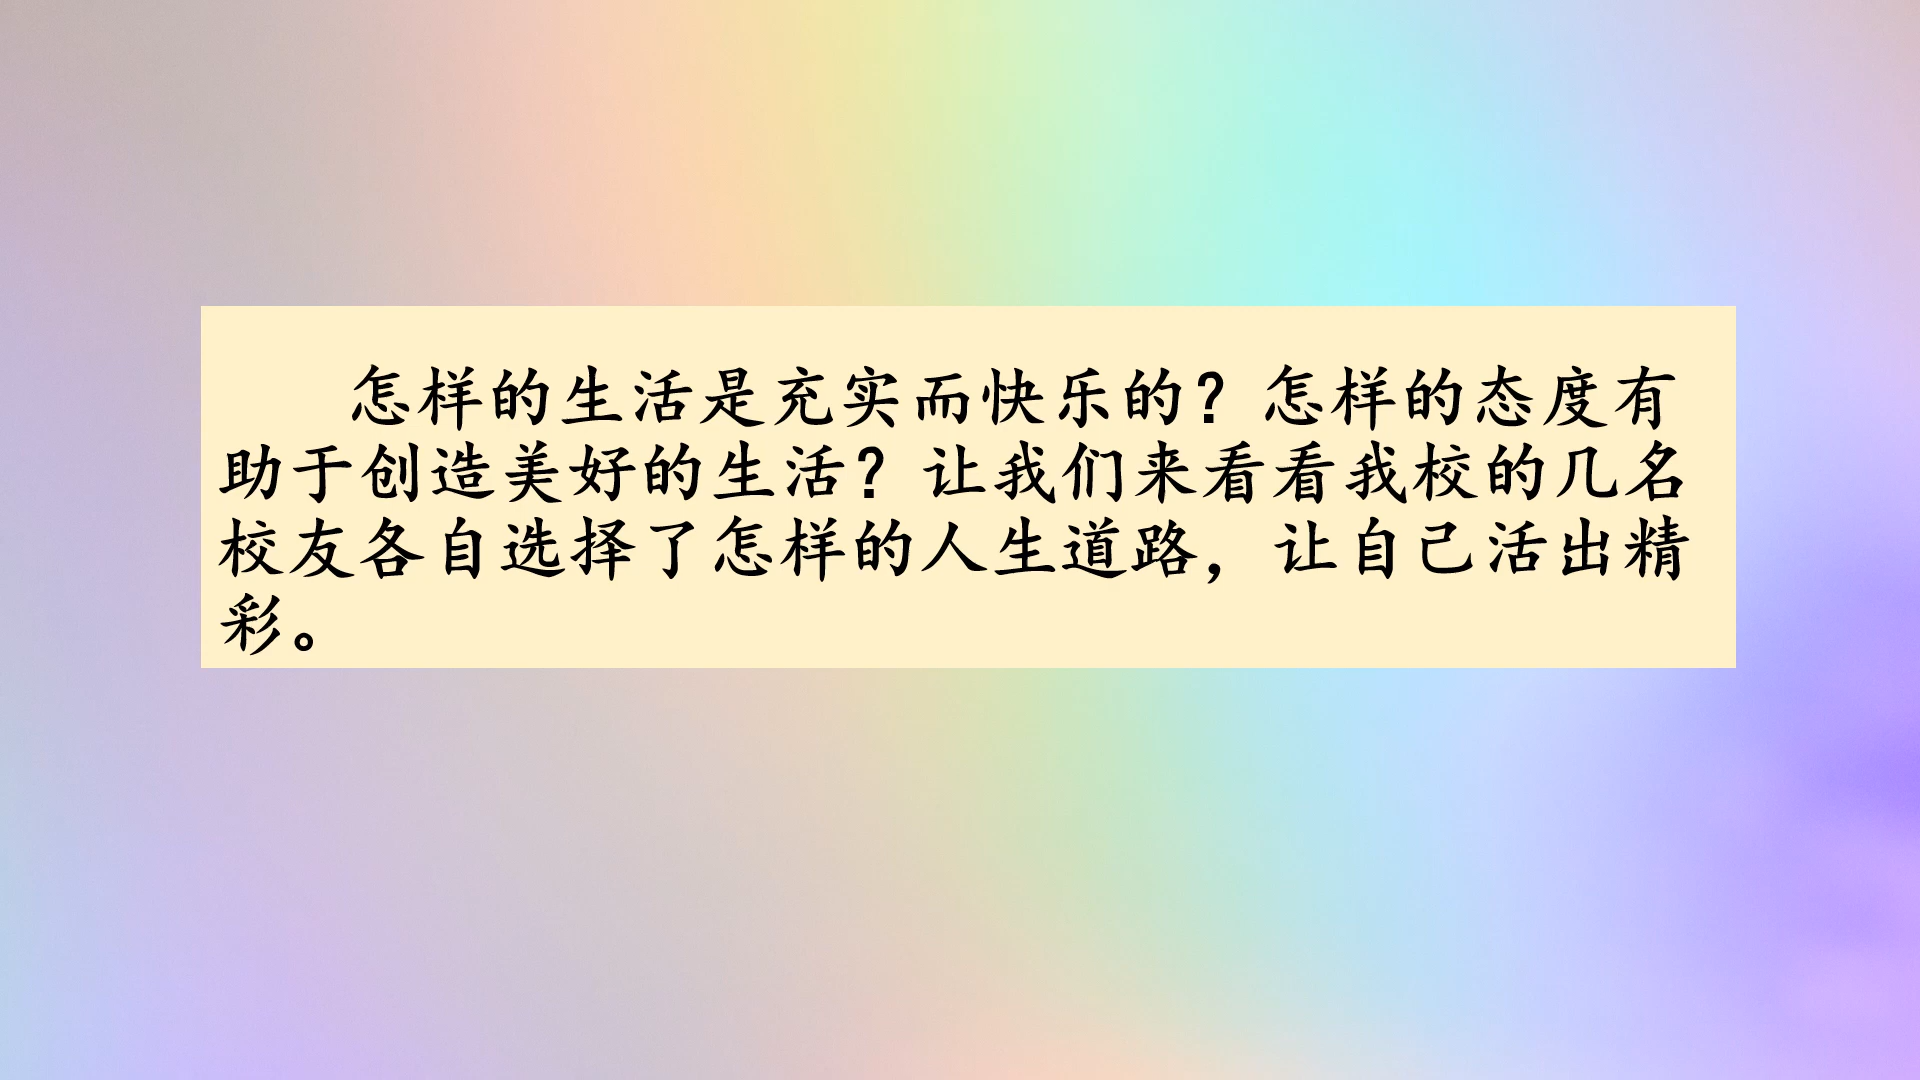 怎样的生活是充实而快乐的？怎样的态度有
助于创造美好的生活？让我们来看看我校的几名
校友各自选择了怎样的人生道路，让自己活出精
彩。